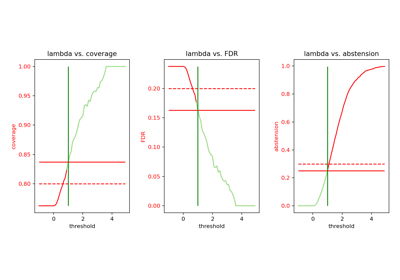 lambda vs. coverage
1.00
0.95
0.90
0.85
0.80
coverage
0
2
4
threshold
lambda vs. FDR
0.20
0.15
0.10
0.05
0.00
FDR
0
2
4
threshold
lambda vs. abstension
1.0
0.8
0.6
0.4
0.2
0.0
abstension
0
2
4
threshold